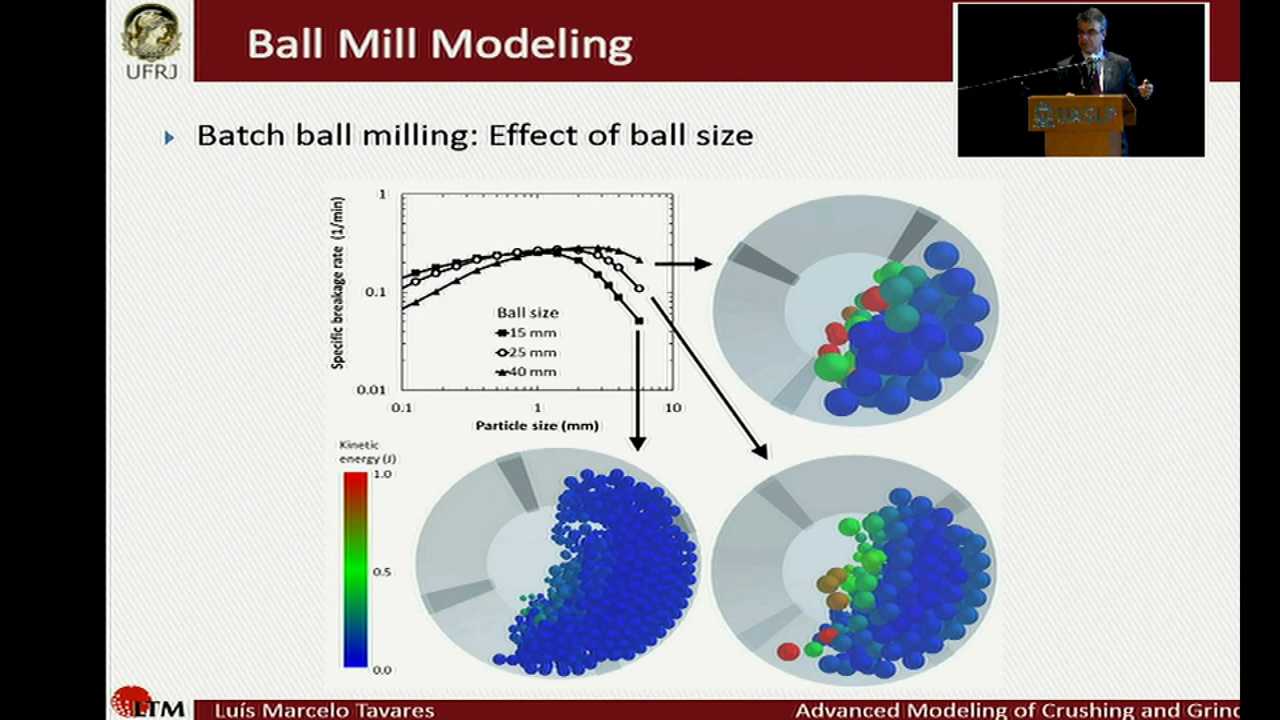 UFRJ
Ball Mill Modeling
UASLP
Batch ball milling: Effect of ball size
Specific breakage rate (1/min)
1
0.1
0.01
Ball size
15 mm
25 mm
40 mm
0.1
1
10
Particle size (mm)
Kinetic
energy (J)
1.0
0.5
0.0
LTM
Luís Marcelo Tavares
Advanced Modeling of Crushing and Grind